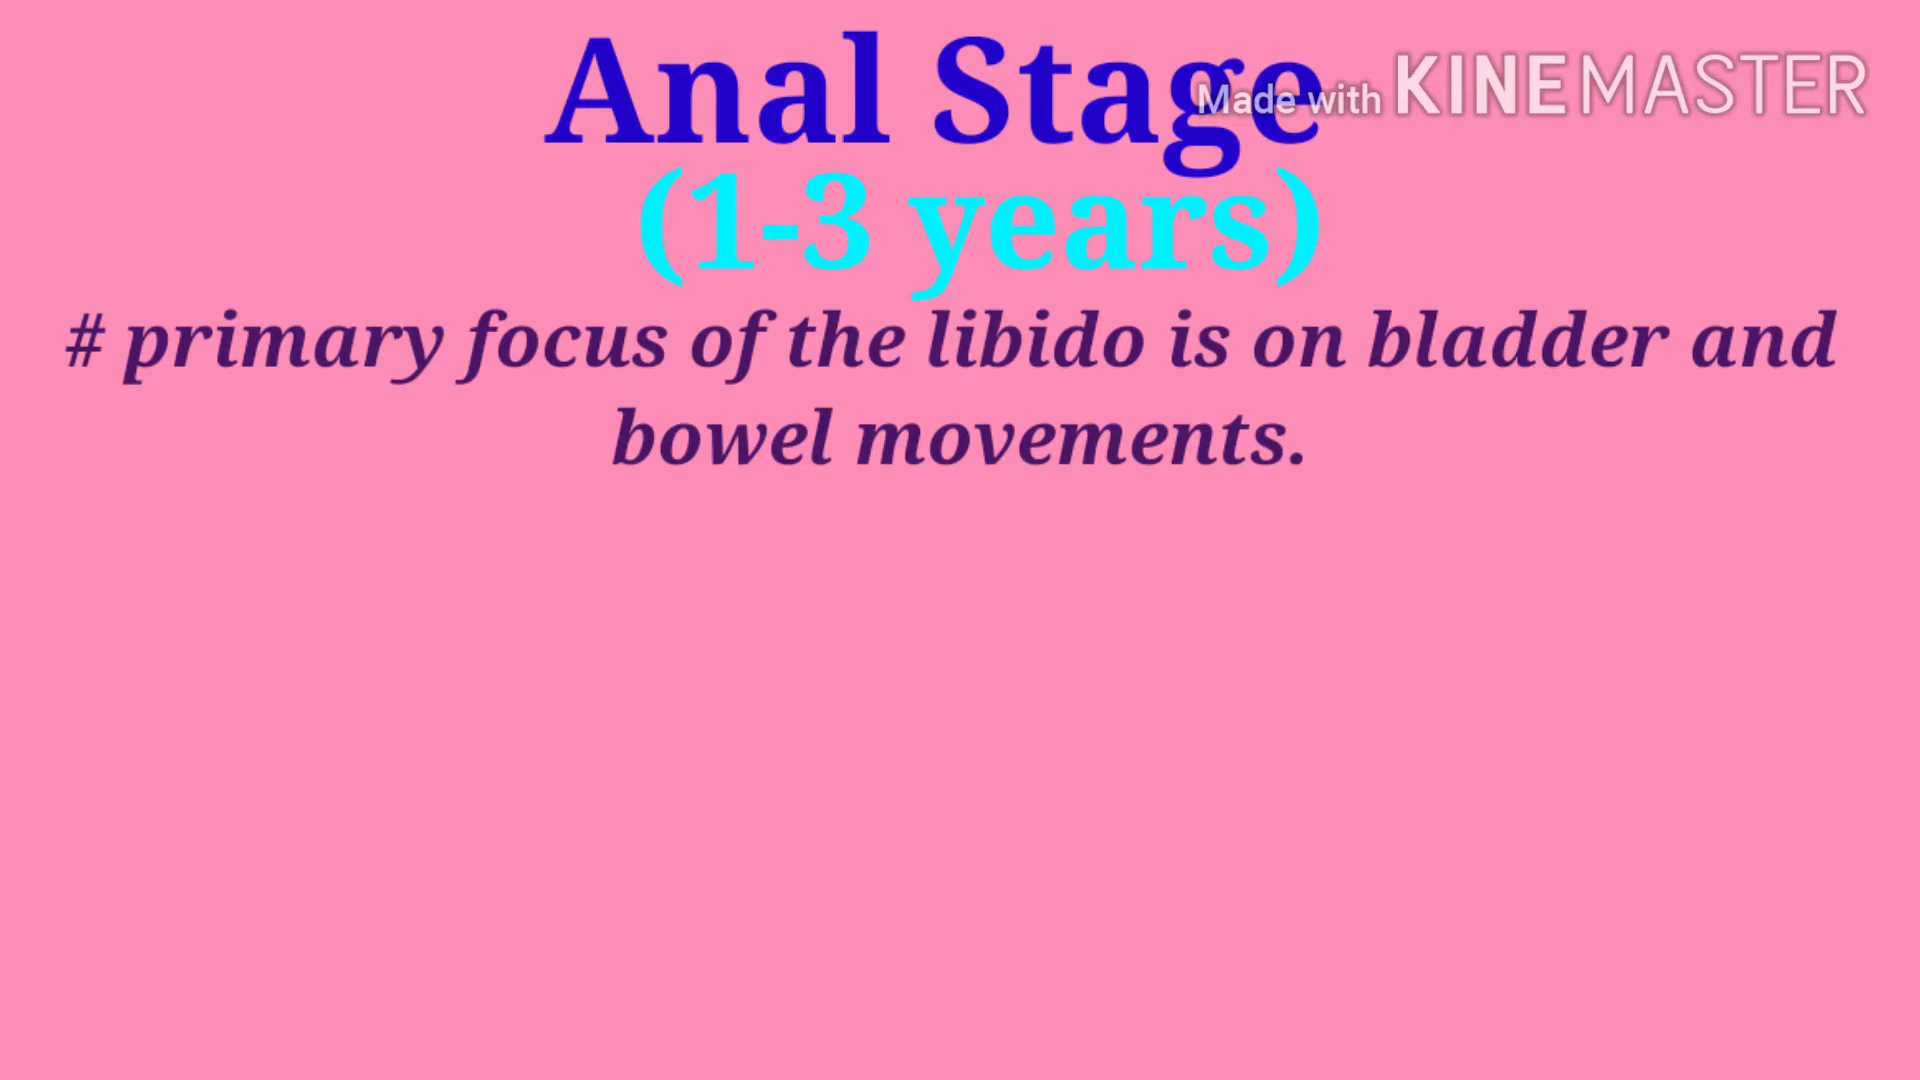 Anal Stage
Made with KINEMASTER
(1-3 years)
# primary focus of the libido is on bladder and
bowel movements.